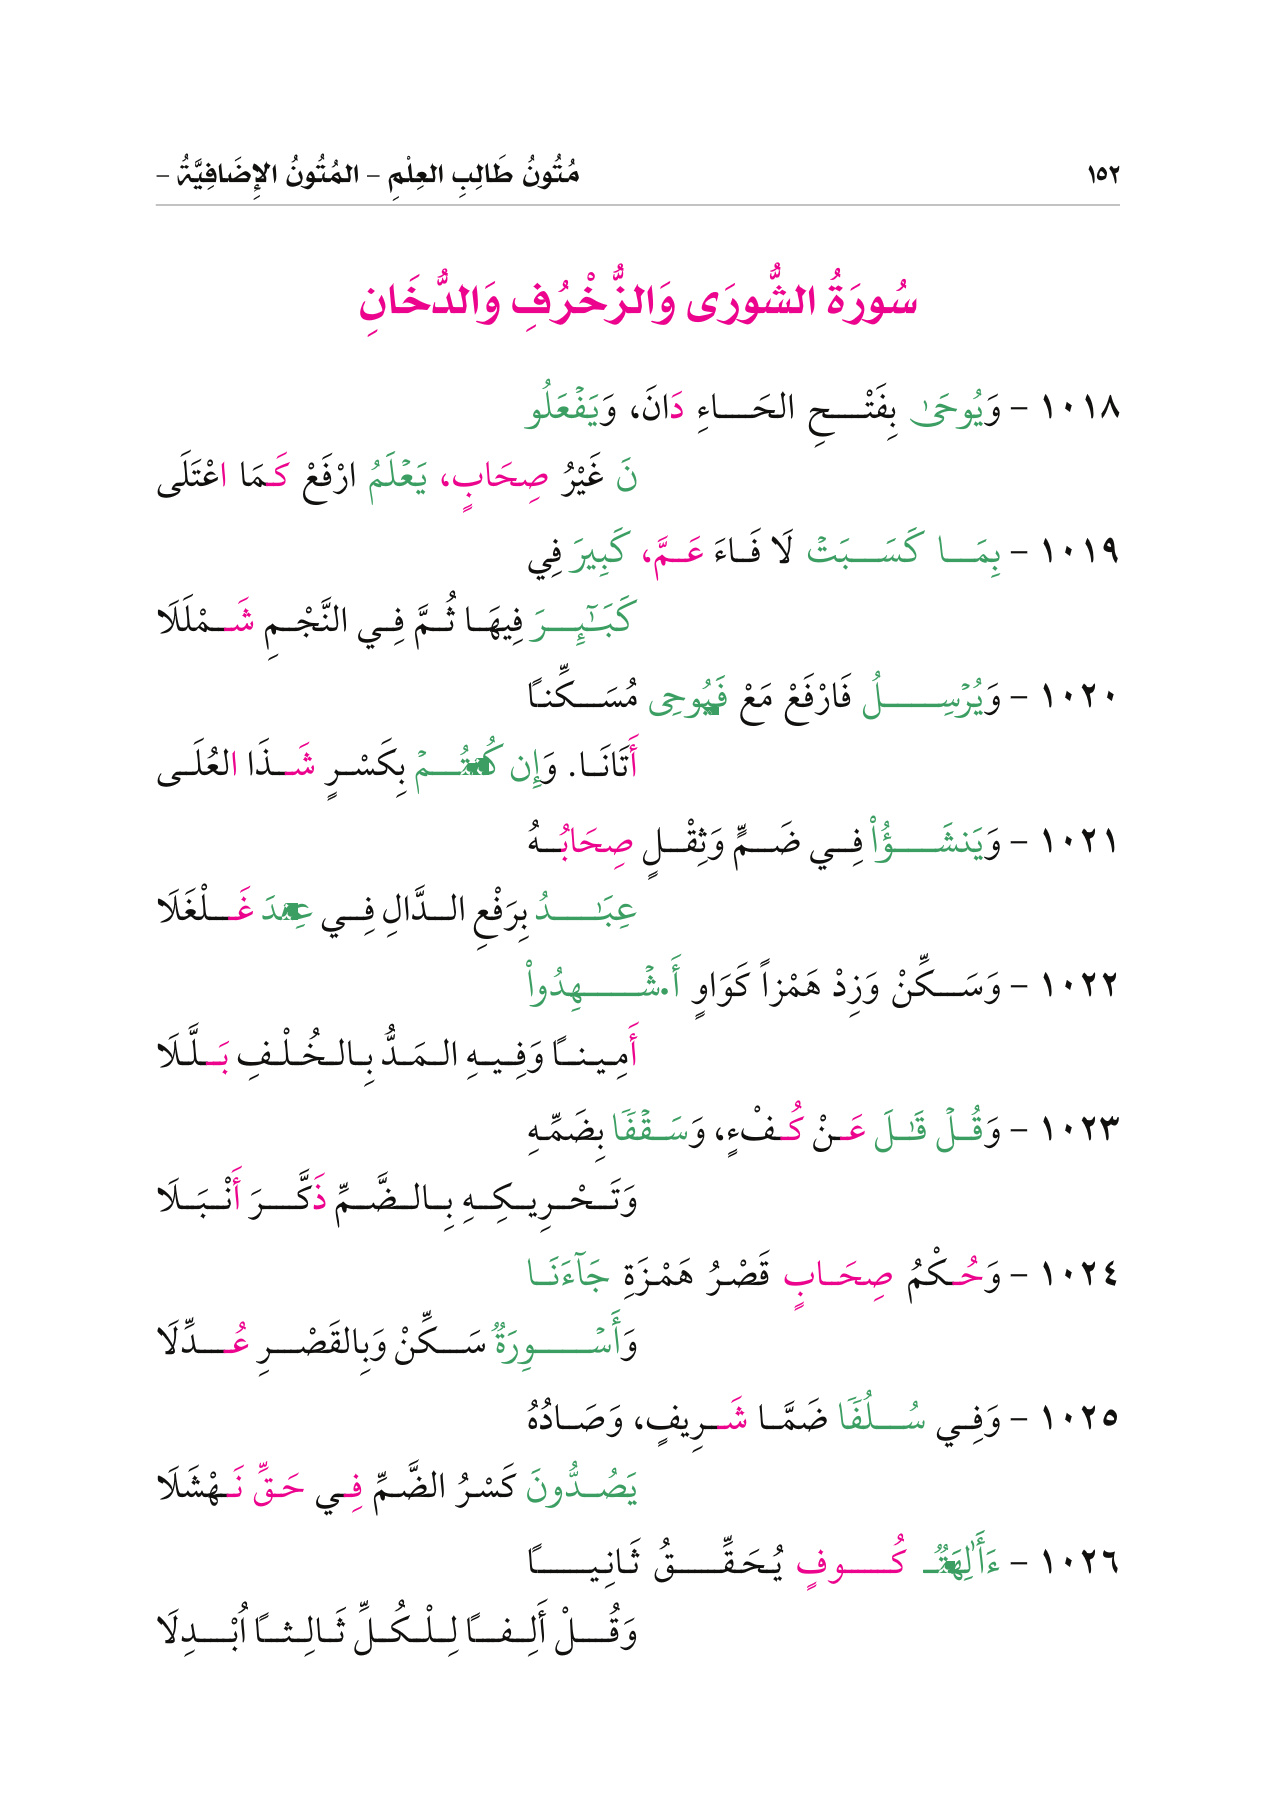 ١٥٢ مُتُونُ طَالِبِ العِلْمِ – المُتُونُ الإِضَافِيَّةُ –
سُورَةُ الشُّورَى وَالزُّخْرُفِ وَالدُّخَانِ
١٠١٨ – وَيُوحَىٰ بِفَتْحِ الحَاءِ دَانَ، وَيَفْعَلُو
نَ غَيْرُ صِحَابٍ، يَعْلَمُ ارْفَعْ كَمَا اعْتَلَى
١٠١٩ – بِمَا كَسَبَتْ لَا فَاءَ عَمَّ، كَبِيرَ فِي
كَبَـٰٓئِرَ فِيهَا ثُمَّ فِي النَّجْمِ شَمْلَلَا
١٠٢٠ – وَيُرْسِلُ فَارْفَعْ مَعْ فَيُوحِى مُسَكِّنًا
أَتَانَا. وَإِن كُنتُمْ بِكَسْرٍ شَذَا العُلَى
١٠٢١ – وَيَنشَؤُاْ فِي ضَمٍّ وَثِقْلٍ صِحَابُهُ
عِبَـٰدُ بِرَفْعِ الدَّالِ فِي عِندَ غَلْغَلَا
١٠٢٢ – وَسَكِّنْ وَزِدْ هَمْزاً كَوَاوٍ أَ۰شْهِدُواْ
أَمِينًا وَفِيهِ المَدُّ بِالخُلْفِ بَلَّلَا
١٠٢٣ – وَقُلْ قَـٰلَ عَنْ كُفْءٍ، وَسَقْفًا بِضَمِّهِ
وَتَحْرِيكِهِ بِالضَّمِّ ذَكَّرَ أَنْبَلَا
١٠٢٤ – وَحُكْمُ صِحَابٍ قَصْرُ هَمْزَةِ جَآءَنَا
وَأَسْوِرَةٌ سَكِّنْ وَبِالقَصْرِ عُدِّلَا
١٠٢٥ – وَفِي سُلُفًا ضَمَّا شَرِيفٍ، وَصَادُهُ
يَصُدُّونَ كَسْرُ الضَّمِّ فِي حَقِّ نَهْشَلَا
١٠٢٦ – ءَأَٰلِهَةٌ كُوفٍ يُحَقِّقُ ثَانِيًا
وَقُلْ أَلِفًا لِلْكُلِّ ثَالِثًا اُبْدِلَا